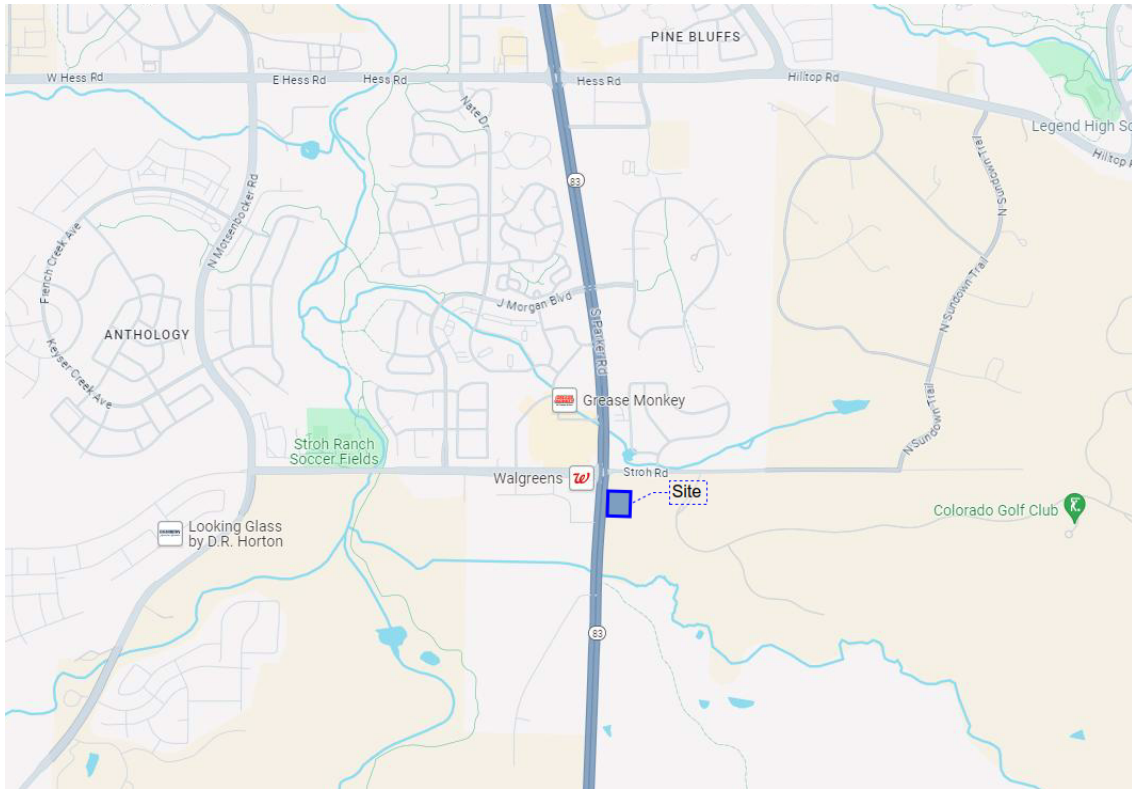 PINE BLUFFS
W Hess Rd
E Hess Rd
Hess Rd
Hess Rd
Hilltop Rd
Nate Dr
Legend High Sc
Hilltop R
N Sundown Trail
83
N Motsenbocker Rd
French Creek Ave
N Sundown Trail
J Morgan Blvd
S Parker Rd
ANTHOLOGY
Keyser Creek Ave
Grease Monkey
N Sundown Trail
Stroh Ranch
Soccer Fields
Walgreens
Stroh Rd
Site
Colorado Golf Club
Looking Glass
by D.R. Horton
83